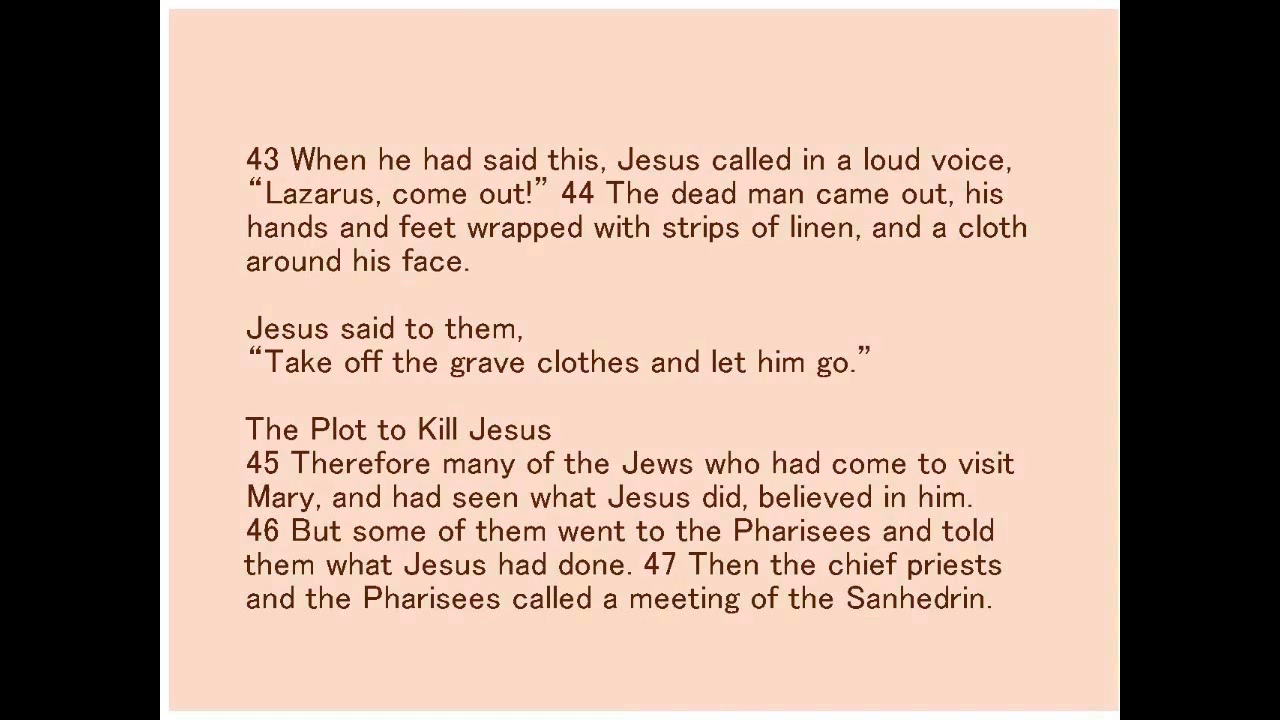 43 When he had said this, Jesus called in a loud voice,
“Lazarus, come out!” 44 The dead man came out, his
hands and feet wrapped with strips of linen, and a cloth
around his face.
Jesus said to them,
“Take off the grave clothes and let him go.”
The Plot to Kill Jesus
45 Therefore many of the Jews who had come to visit
Mary, and had seen what Jesus did, believed in him.
46 But some of them went to the Pharisees and told
them what Jesus had done. 47 Then the chief priests
and the Pharisees called a meeting of the Sanhedrin.